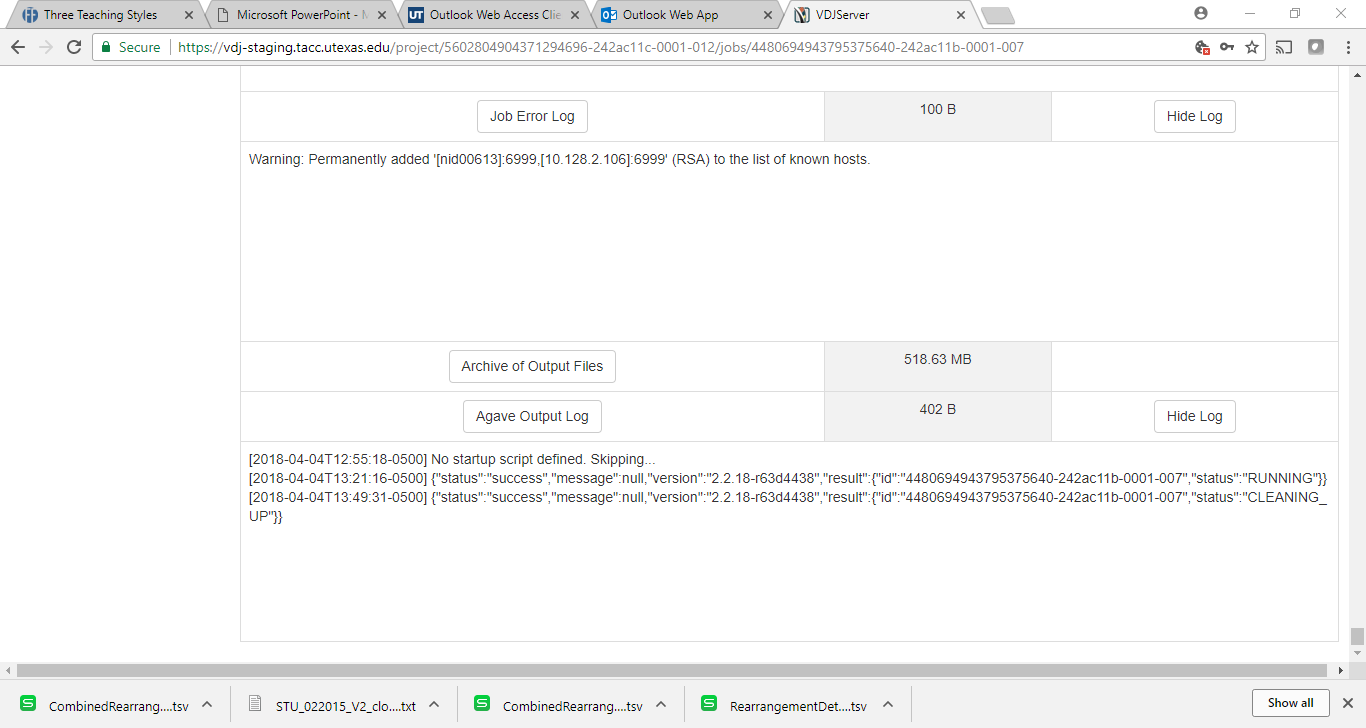 Three Teaching Styles
Microsoft PowerPoint - M
UT Outlook Web Access Clie
Outlook Web App
VDJServer
Secure https://vdj-staging.tacc.utexas.edu/project/5602804904371294696-242ac11c-0001-012/jobs/4480694943795375640-242ac11b-0001-007
Job Error Log 100 B Hide Log
Warning: Permanently added '[nid00613]:6999,[10.128.2.106]:6999' (RSA) to the list of known hosts.
Archive of Output Files 518.63 MB
Agave Output Log 402 B Hide Log
[2018-04-04T12:55:18-0500] No startup script defined. Skipping...
[2018-04-04T13:21:16-0500] {"status":"success","message":null,"version":"2.2.18-r63d4438","result":{"id":"4480694943795375640-242ac11b-0001-007","status":"RUNNING"}}
[2018-04-04T13:49:31-0500] {"status":"success","message":null,"version":"2.2.18-r63d4438","result":{"id":"4480694943795375640-242ac11b-0001-007","status":"CLEANING_
UP"}}
CombinedRearrang....tsv
STU_022015_V2_clo....txt
CombinedRearrang....tsv
RearrangementDet....tsv
Show all